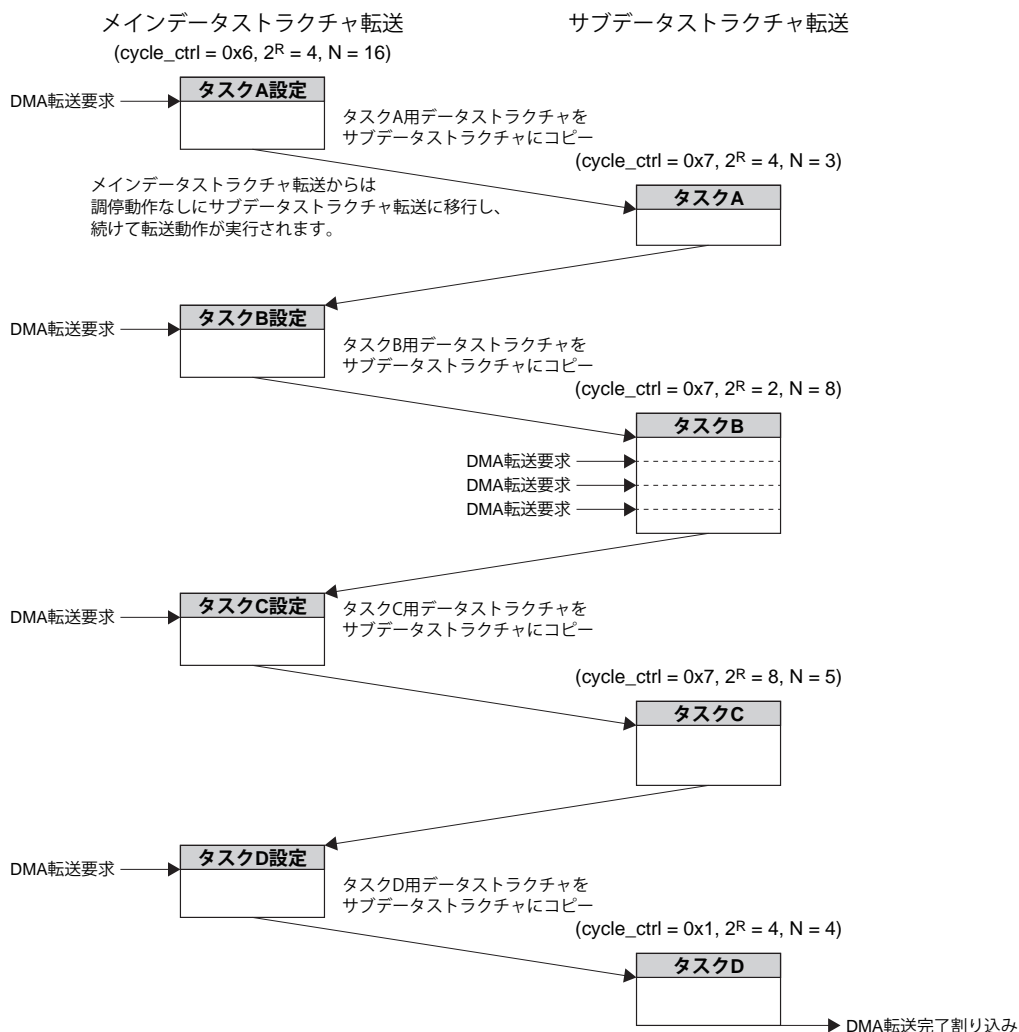 メインデータストラクチャ転送
(cycle_ctrl = 0x6, 2R = 4, N = 16)
サブデータストラクチャ転送
DMA転送要求
タスクA設定
タスクA用データストラクチャを
サブデータストラクチャにコピー
(cycle_ctrl = 0x7, 2R = 4, N = 3)
メインデータストラクチャ転送からは
調停動作なしにサブデータストラクチャ転送に移行し、
続けて転送動作が実行されます。
タスクA
DMA転送要求
タスクB設定
タスクB用データストラクチャを
サブデータストラクチャにコピー
(cycle_ctrl = 0x7, 2R = 2, N = 8)
タスクB
DMA転送要求
DMA転送要求
DMA転送要求
DMA転送要求
タスクC設定
タスクC用データストラクチャを
サブデータストラクチャにコピー
(cycle_ctrl = 0x7, 2R = 8, N = 5)
タスクC
DMA転送要求
タスクD設定
タスクD用データストラクチャを
サブデータストラクチャにコピー
(cycle_ctrl = 0x1, 2R = 4, N = 4)
タスクD
DMA転送完了割り込み